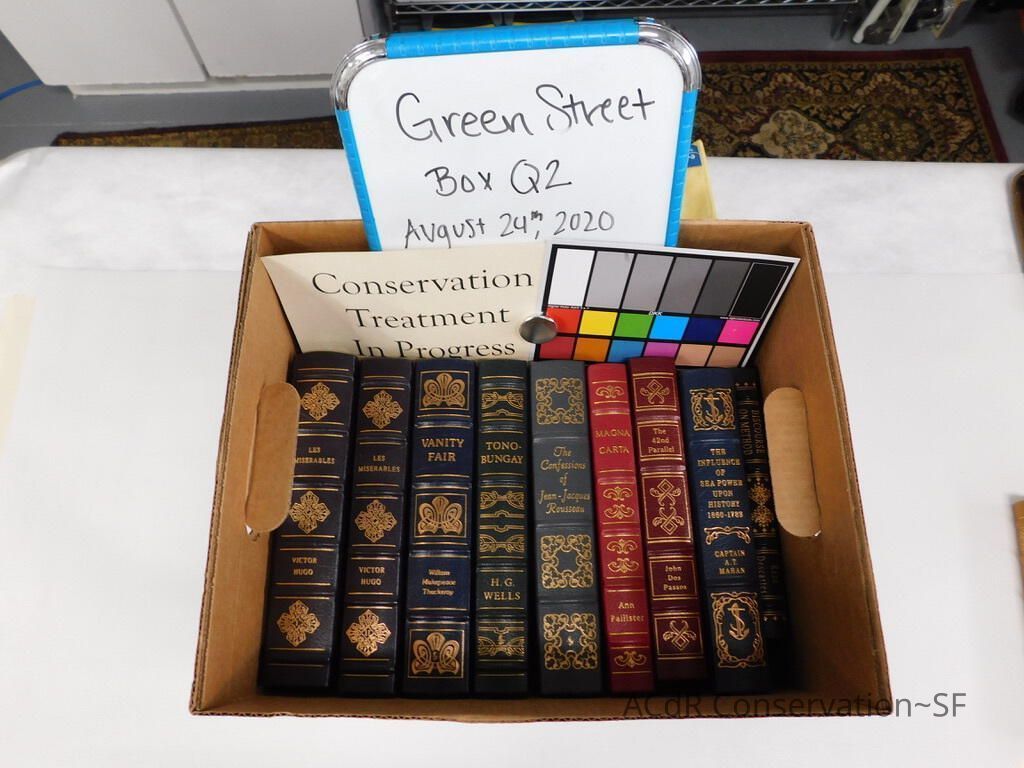 Green Street
Box Q2
August 24th, 2020
Conservation
Treatment
In Progress
DKK
LES
MISERABLES
VICTOR
HUGO
LES
MISERABLES
VICTOR
HUGO
VANITY
FAIR
William
Makepeace
Thackeray
TONO-
BUNGAY
H. G.
WELLS
The
Confessions
of
Jean-Jacques
Rousseau
MAGNA
CARTA
Ann
Pallister
The
42nd
Parallel
John
Dos
Passos
THE
INFLUENCE
OF
SEA POWER
UPON
HISTORY
1660-1783
CAPTAIN
A.T.
MAHAN
DISCOURSE
ON METHOD
René
Descartes
ACdR Conservation~SF